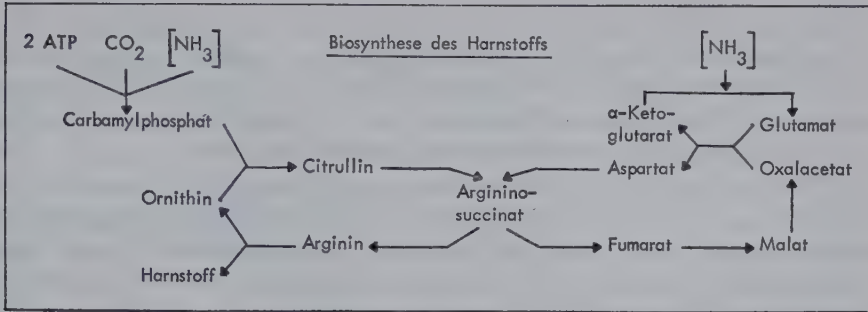 2 ATP CO2 [NH3] Biosynthese des Harnstoffs [NH3]
Carbamylphosphat
α-Keto-
glutarat
Glutamat
Citrullin
Aspartat
Oxalacetat
Ornithin
Arginino-
succinat
Arginin
Fumarat
Malat
Harnstoff